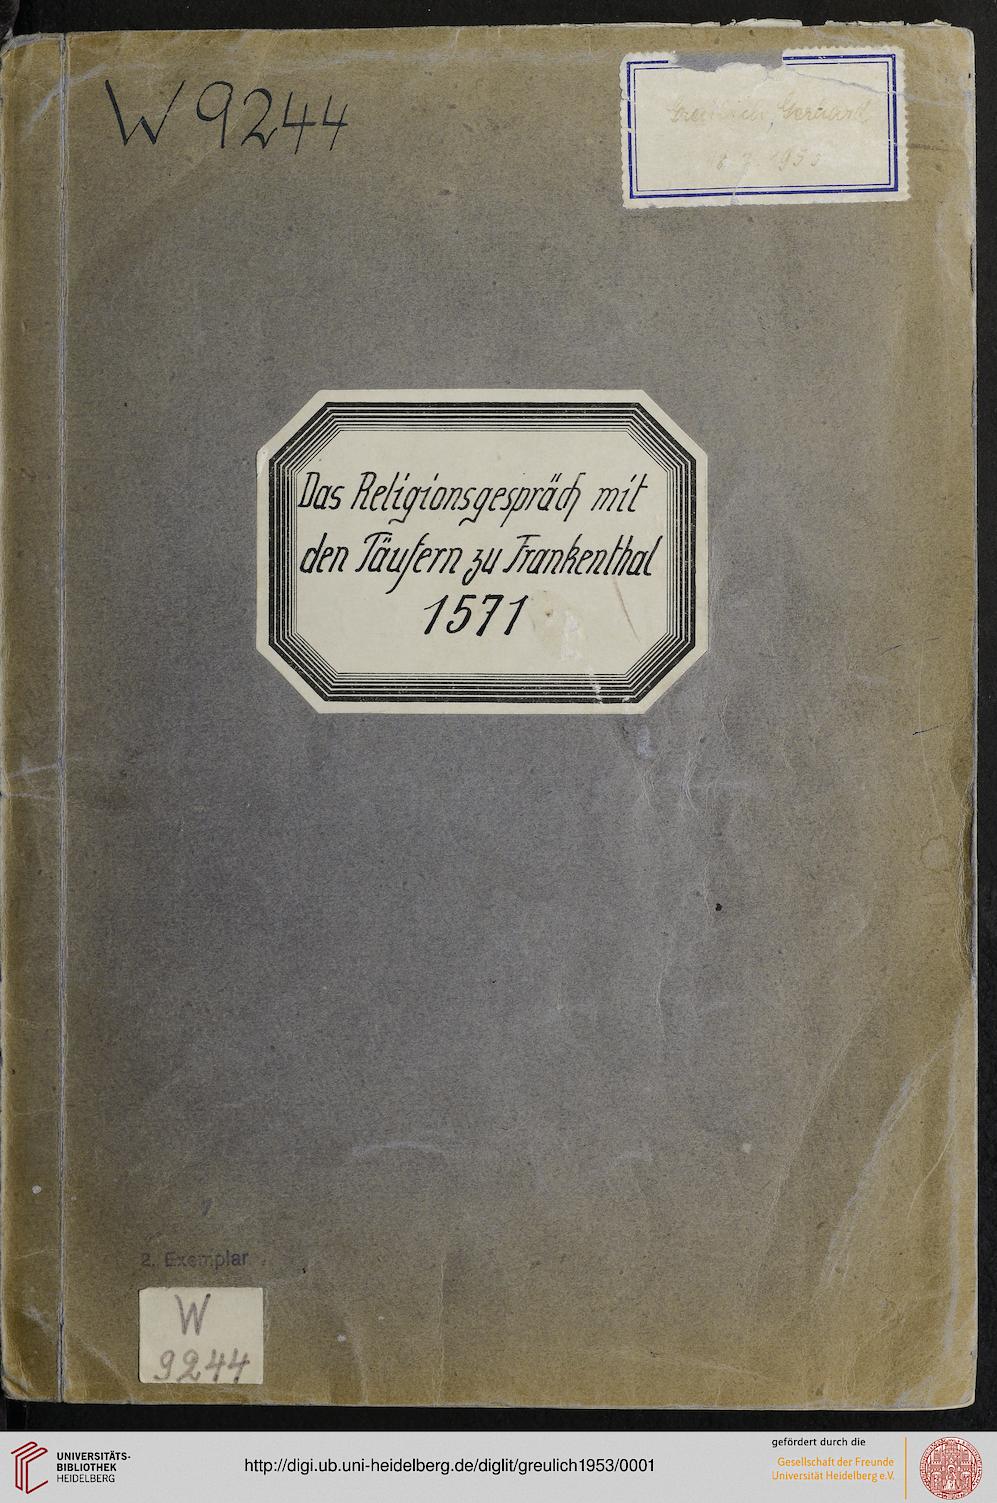 W 9244
Das Religionsgespräch mit
den Täufern zu Frankenthal
1571
2. Exemplar
W
9244
UNIVERSITÄTS-
BIBLIOTHEK
HEIDELBERG
http://digi.ub.uni-heidelberg.de/diglit/greulich1953/0001
gefördert durch die
Gesellschaft der Freunde
Universität Heidelberg e.V.